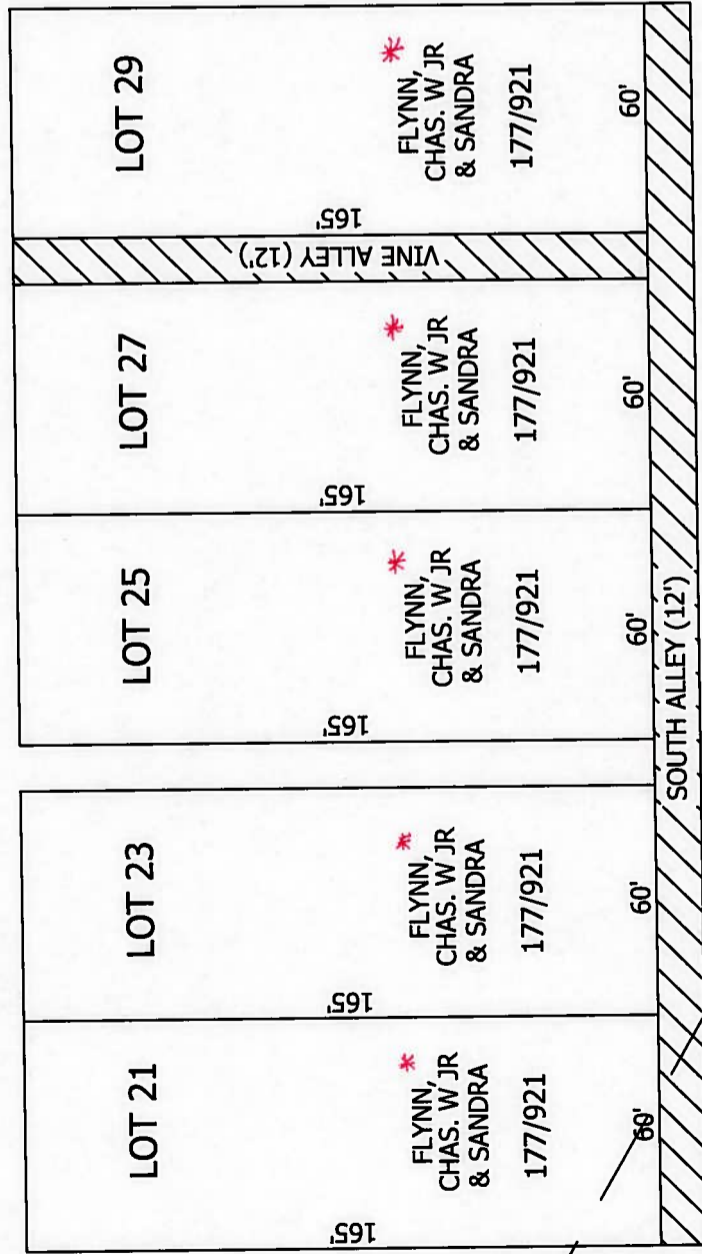 LOT 21
165'
FLYNN,
CHAS. W JR
& SANDRA
177/921
60'
LOT 23
165'
FLYNN,
CHAS. W JR
& SANDRA
177/921
60'
LOT 25
165'
FLYNN,
CHAS. W JR
& SANDRA
177/921
60'
LOT 27
165'
FLYNN,
CHAS. W JR
& SANDRA
177/921
60'
VINE ALLEY (12')
LOT 29
165'
FLYNN,
CHAS. W JR
& SANDRA
177/921
60'
SOUTH ALLEY (12')